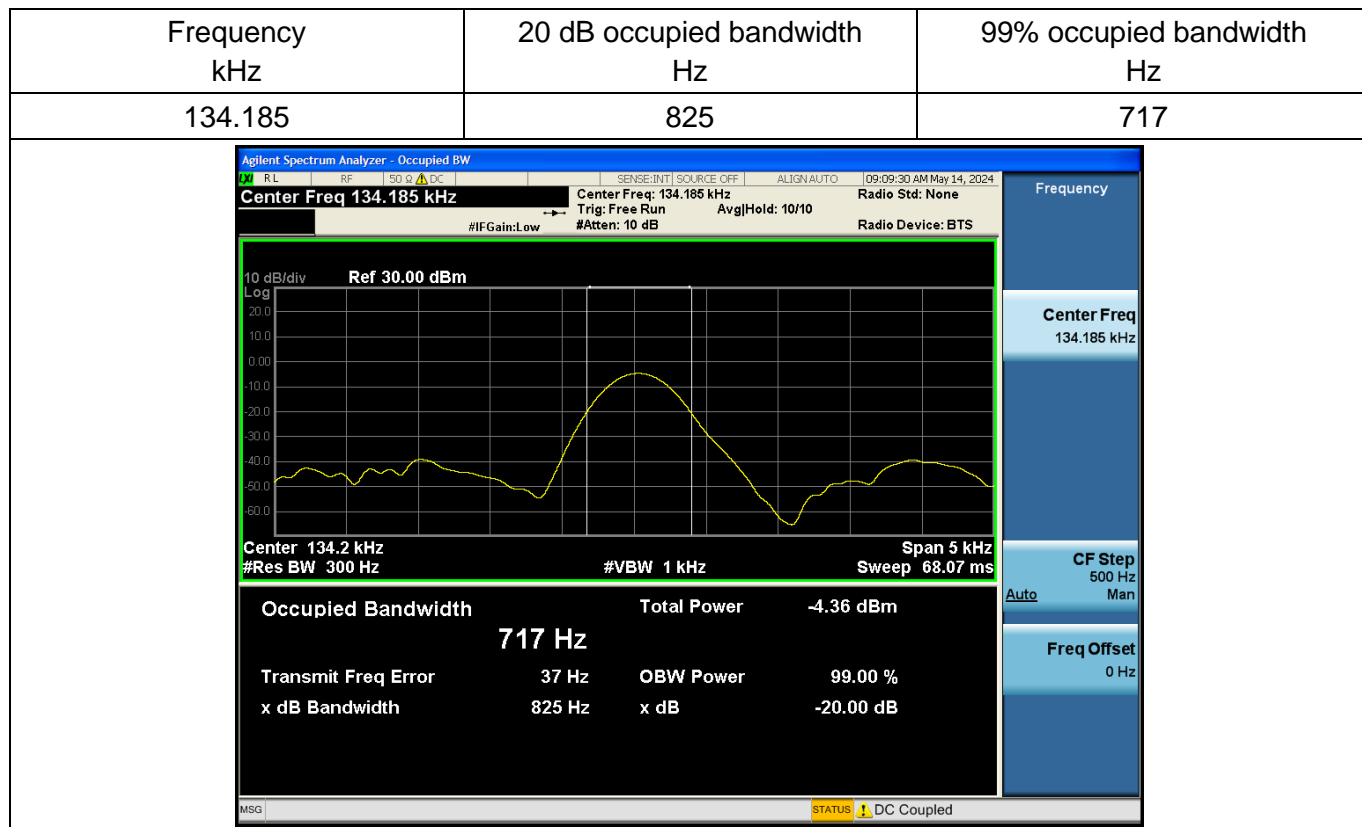 Frequency
kHz
20 dB occupied bandwidth
Hz
99% occupied bandwidth
Hz
134.185
825
717
Agilent Spectrum Analyzer - Occupied BW
LXI RL RF 50 Ω DC SENSE:INT SOURCE OFF ALIGN AUTO 09:09:30 AM May 14, 2024
Center Freq 134.185 kHz
Center Freq: 134.185 kHz
Radio Std: None
Trig: Free Run Avg|Hold: 10/10
#IFGain:Low
#Atten: 10 dB
Radio Device: BTS
10 dB/div Ref 30.00 dBm
Log
20.0
10.0
0.00
-10.0
-20.0
-30.0
-40.0
-50.0
-60.0
Center 134.2 kHz
Span 5 kHz
#Res BW 300 Hz
#VBW 1 kHz
Sweep 68.07 ms
Occupied Bandwidth
717 Hz
Total Power -4.36 dBm
Transmit Freq Error 37 Hz
OBW Power 99.00 %
x dB Bandwidth 825 Hz
x dB -20.00 dB
Frequency
Center Freq
134.185 kHz
CF Step
500 Hz
Auto Man
Freq Offset
0 Hz
MSG
STATUS DC Coupled